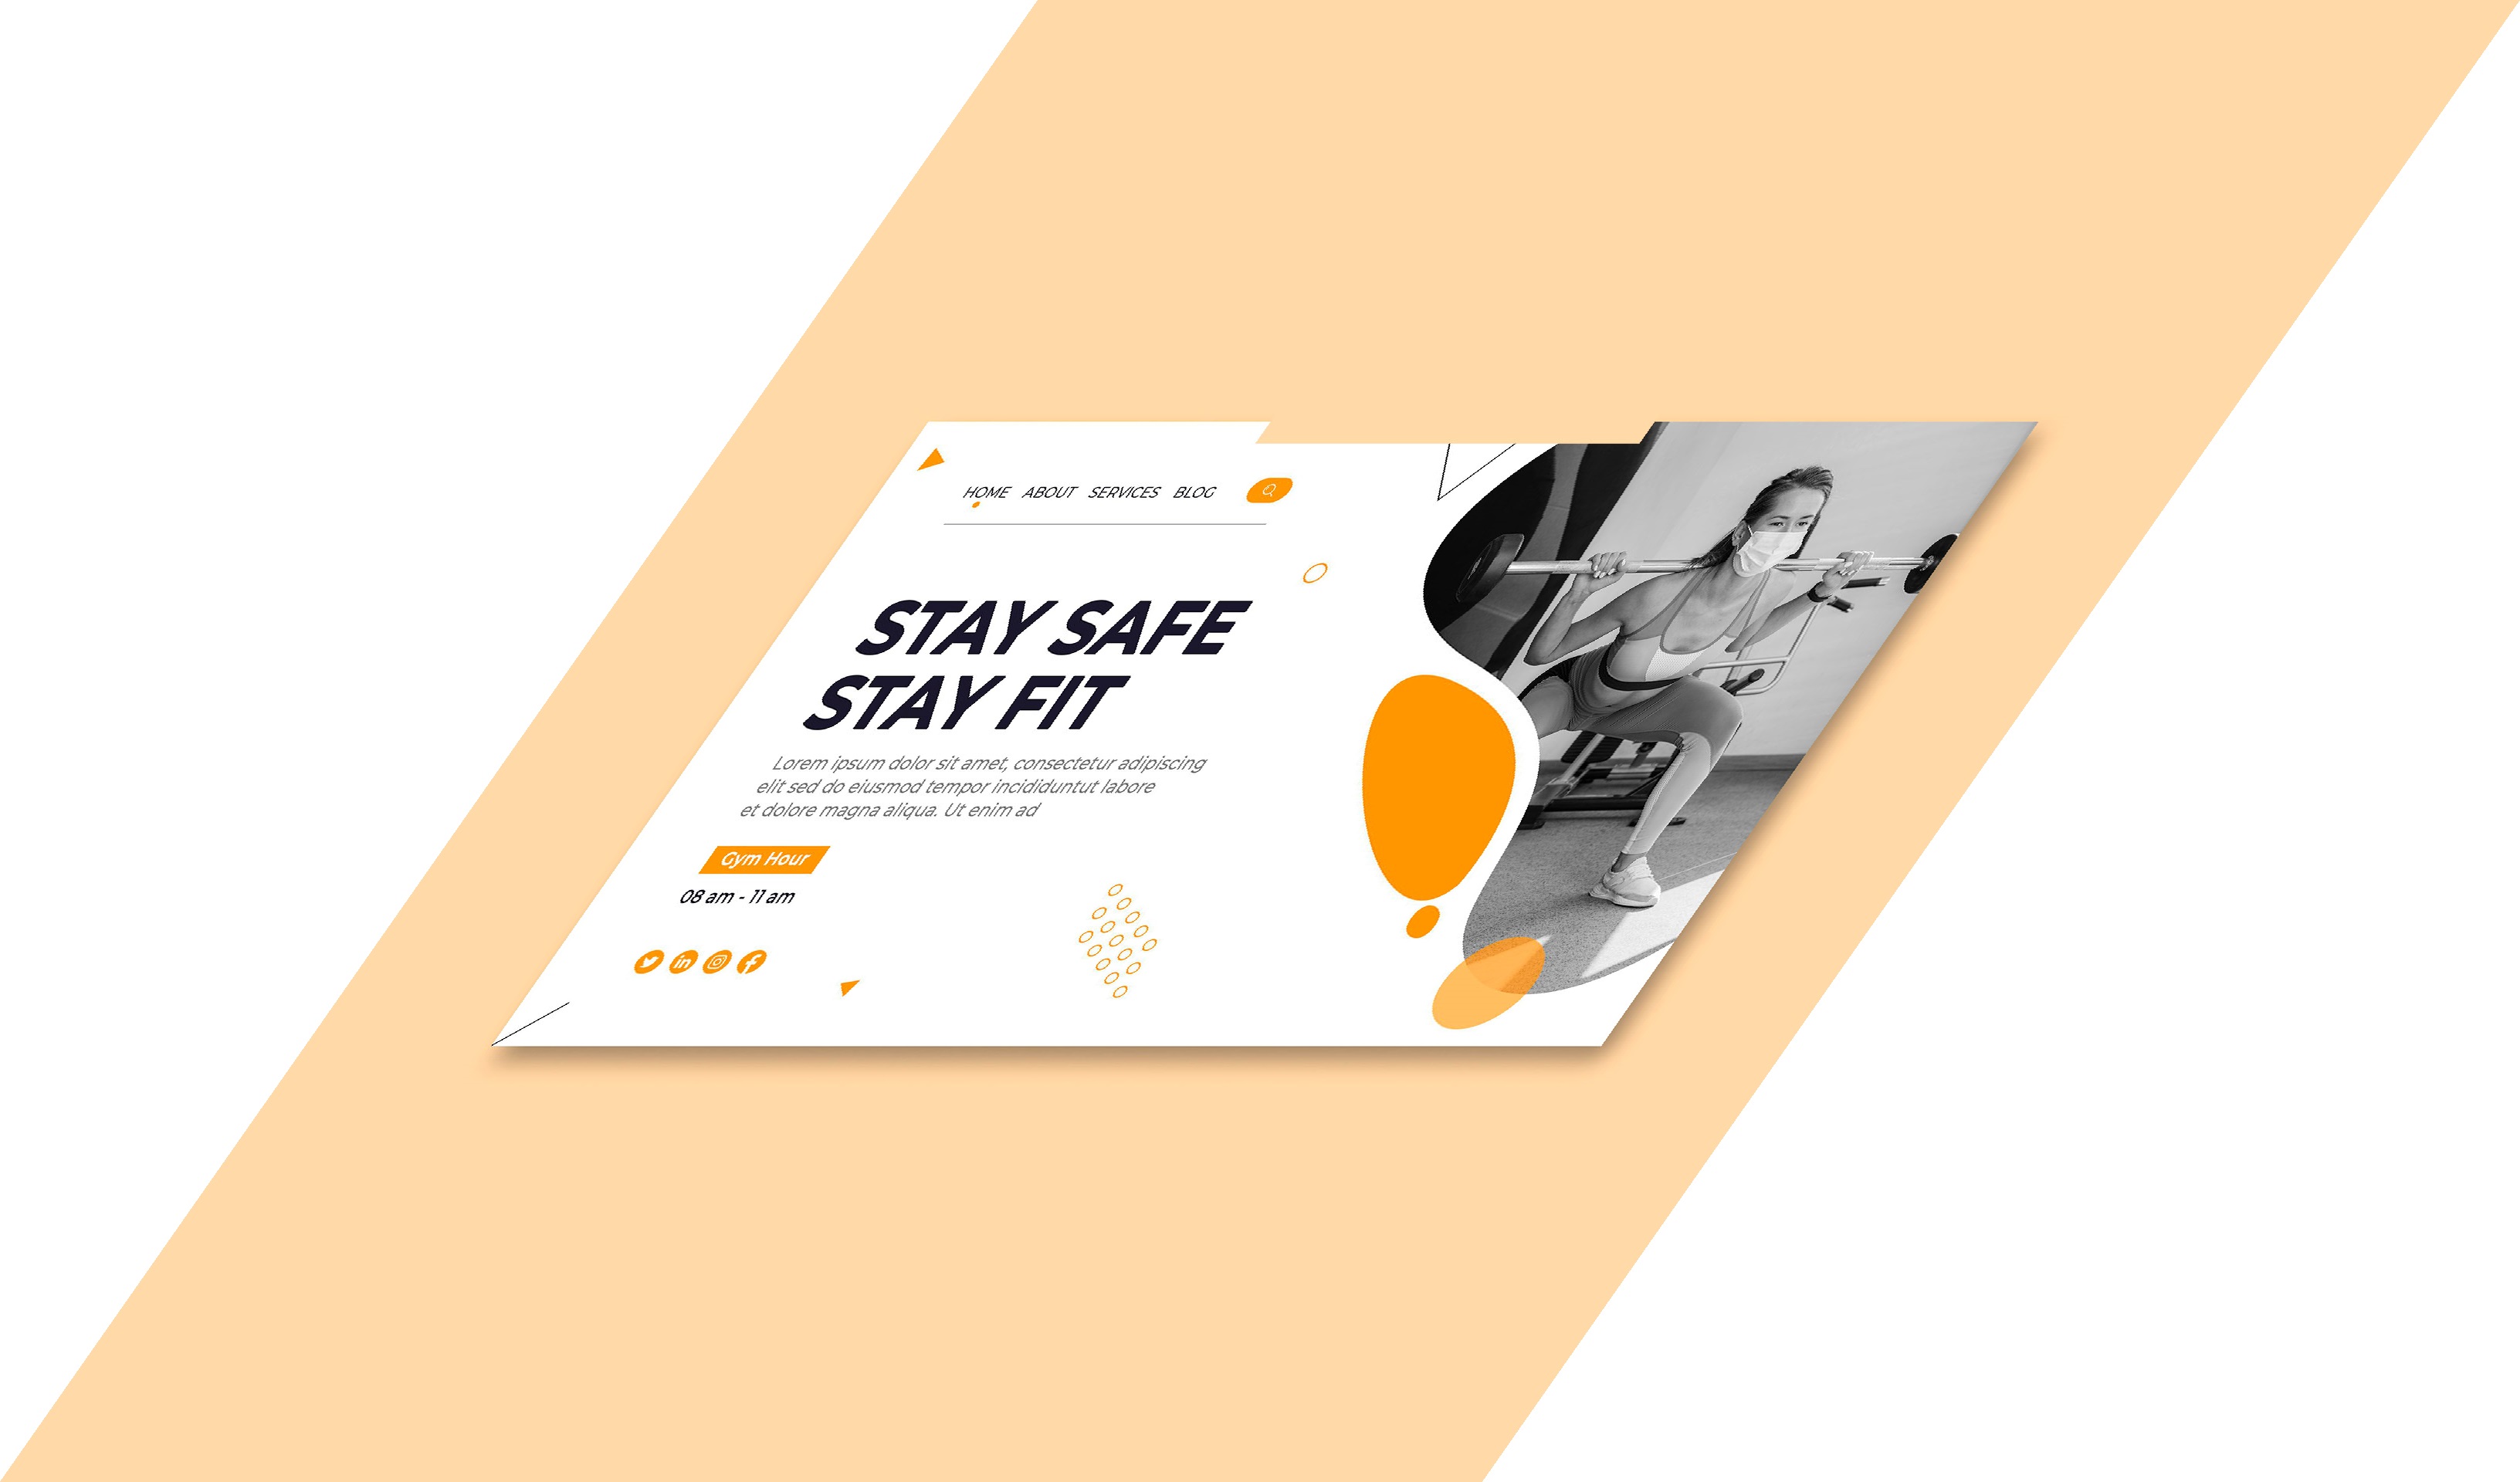 HOME ABOUT SERVICES BLOG
STAY SAFE
STAY FIT
Lorem ipsum dolor sit amet, consectetur adipiscing
elit sed do eiusmod tempor incididuntut labore
et dolore magna aliqua. Ut enim ad
Gym Hour
08 am - 11 am